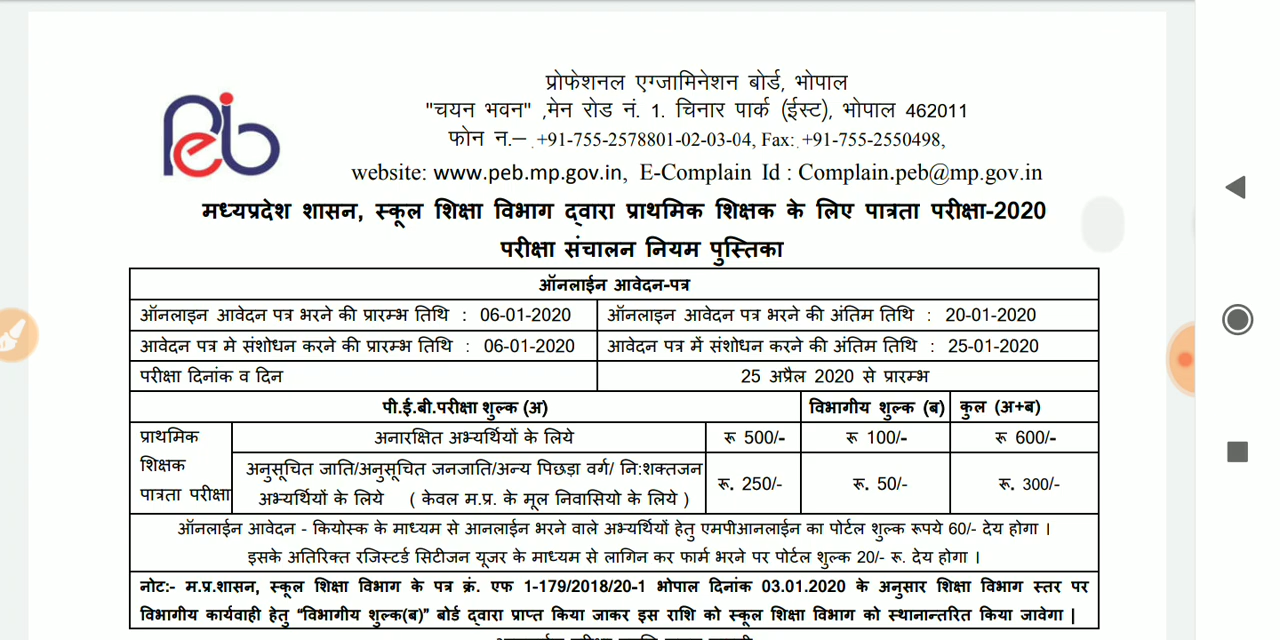 Peb
प्रोफेशनल एग्जामिनेशन बोर्ड, भोपाल
"चयन भवन" ,मेन रोड नं. 1. चिनार पार्क (ईस्ट), भोपाल 462011
फोन न.– . +91-755-2578801-02-03-04, Fax: +91-755-2550498,
website: www.peb.mp.gov.in, E-Complain Id : Complain.peb@mp.gov.in
मध्यप्रदेश शासन, स्कूल शिक्षा विभाग द्वारा प्राथमिक शिक्षक के लिए पात्रता परीक्षा-2020
परीक्षा संचालन नियम पुस्तिका
ऑनलाईन आवेदन-पत्र
ऑनलाइन आवेदन पत्र भरने की प्रारम्भ तिथि : 06-01-2020 ऑनलाइन आवेदन पत्र भरने की अंतिम तिथि : 20-01-2020
आवेदन पत्र मे संशोधन करने की प्रारम्भ तिथि : 06-01-2020 आवेदन पत्र में संशोधन करने की अंतिम तिथि : 25-01-2020
परीक्षा दिनांक व दिन 25 अप्रैल 2020 से प्रारम्भ
पी.ई.बी.परीक्षा शुल्क (अ) विभागीय शुल्क (ब) कुल (अ+ब)
प्राथमिक शिक्षक पात्रता परीक्षा
अनारक्षित अभ्यर्थियों के लिये रू 500/- रू 100/- रू 600/-
अनुसूचित जाति/अनुसूचित जनजाति/अन्य पिछड़ा वर्ग/ नि:शक्तजन
अभ्यर्थियों के लिये ( केवल म.प्र. के मूल निवासियो के लिये ) रू. 250/- रू. 50/- रू. 300/-
ऑनलाईन आवेदन - कियोस्क के माध्यम से आनलाईन भरने वाले अभ्यर्थियों हेतु एमपीआनलाईन का पोर्टल शुल्क रूपये 60/- देय होगा ।
इसके अतिरिक्त रजिस्टर्ड सिटीजन यूजर के माध्यम से लागिन कर फार्म भरने पर पोर्टल शुल्क 20/- रू. देय होगा ।
नोट:- म.प्र.शासन, स्कूल शिक्षा विभाग के पत्र क्रं. एफ 1-179/2018/20-1 भोपाल दिनांक 03.01.2020 के अनुसार शिक्षा विभाग स्तर पर
विभागीय कार्यवाही हेतु "विभागीय शुल्क(ब)" बोर्ड द्वारा प्राप्त किया जाकर इस राशि को स्कूल शिक्षा विभाग को स्थानान्तरित किया जावेगा |